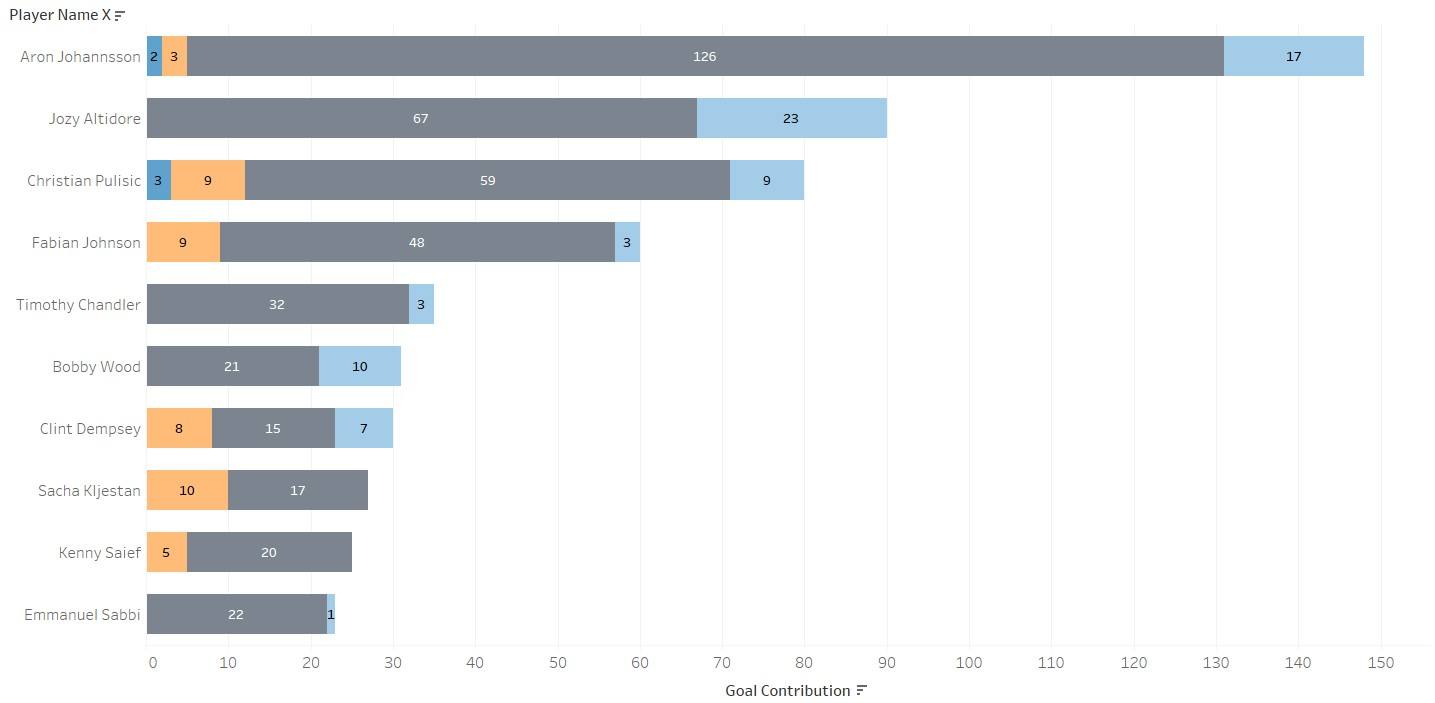 Player Name X
Aron Johannsson 2 3 126 17
Jozy Altidore 67 23
Christian Pulisic 3 9 59 9
Fabian Johnson 9 48 3
Timothy Chandler 32 3
Bobby Wood 21 10
Clint Dempsey 8 15 7
Sacha Kljestan 10 17
Kenny Saief 5 20
Emmanuel Sabbi 22 1
0 10 20 30 40 50 60 70 80 90 100 110 120 130 140 150
Goal Contribution